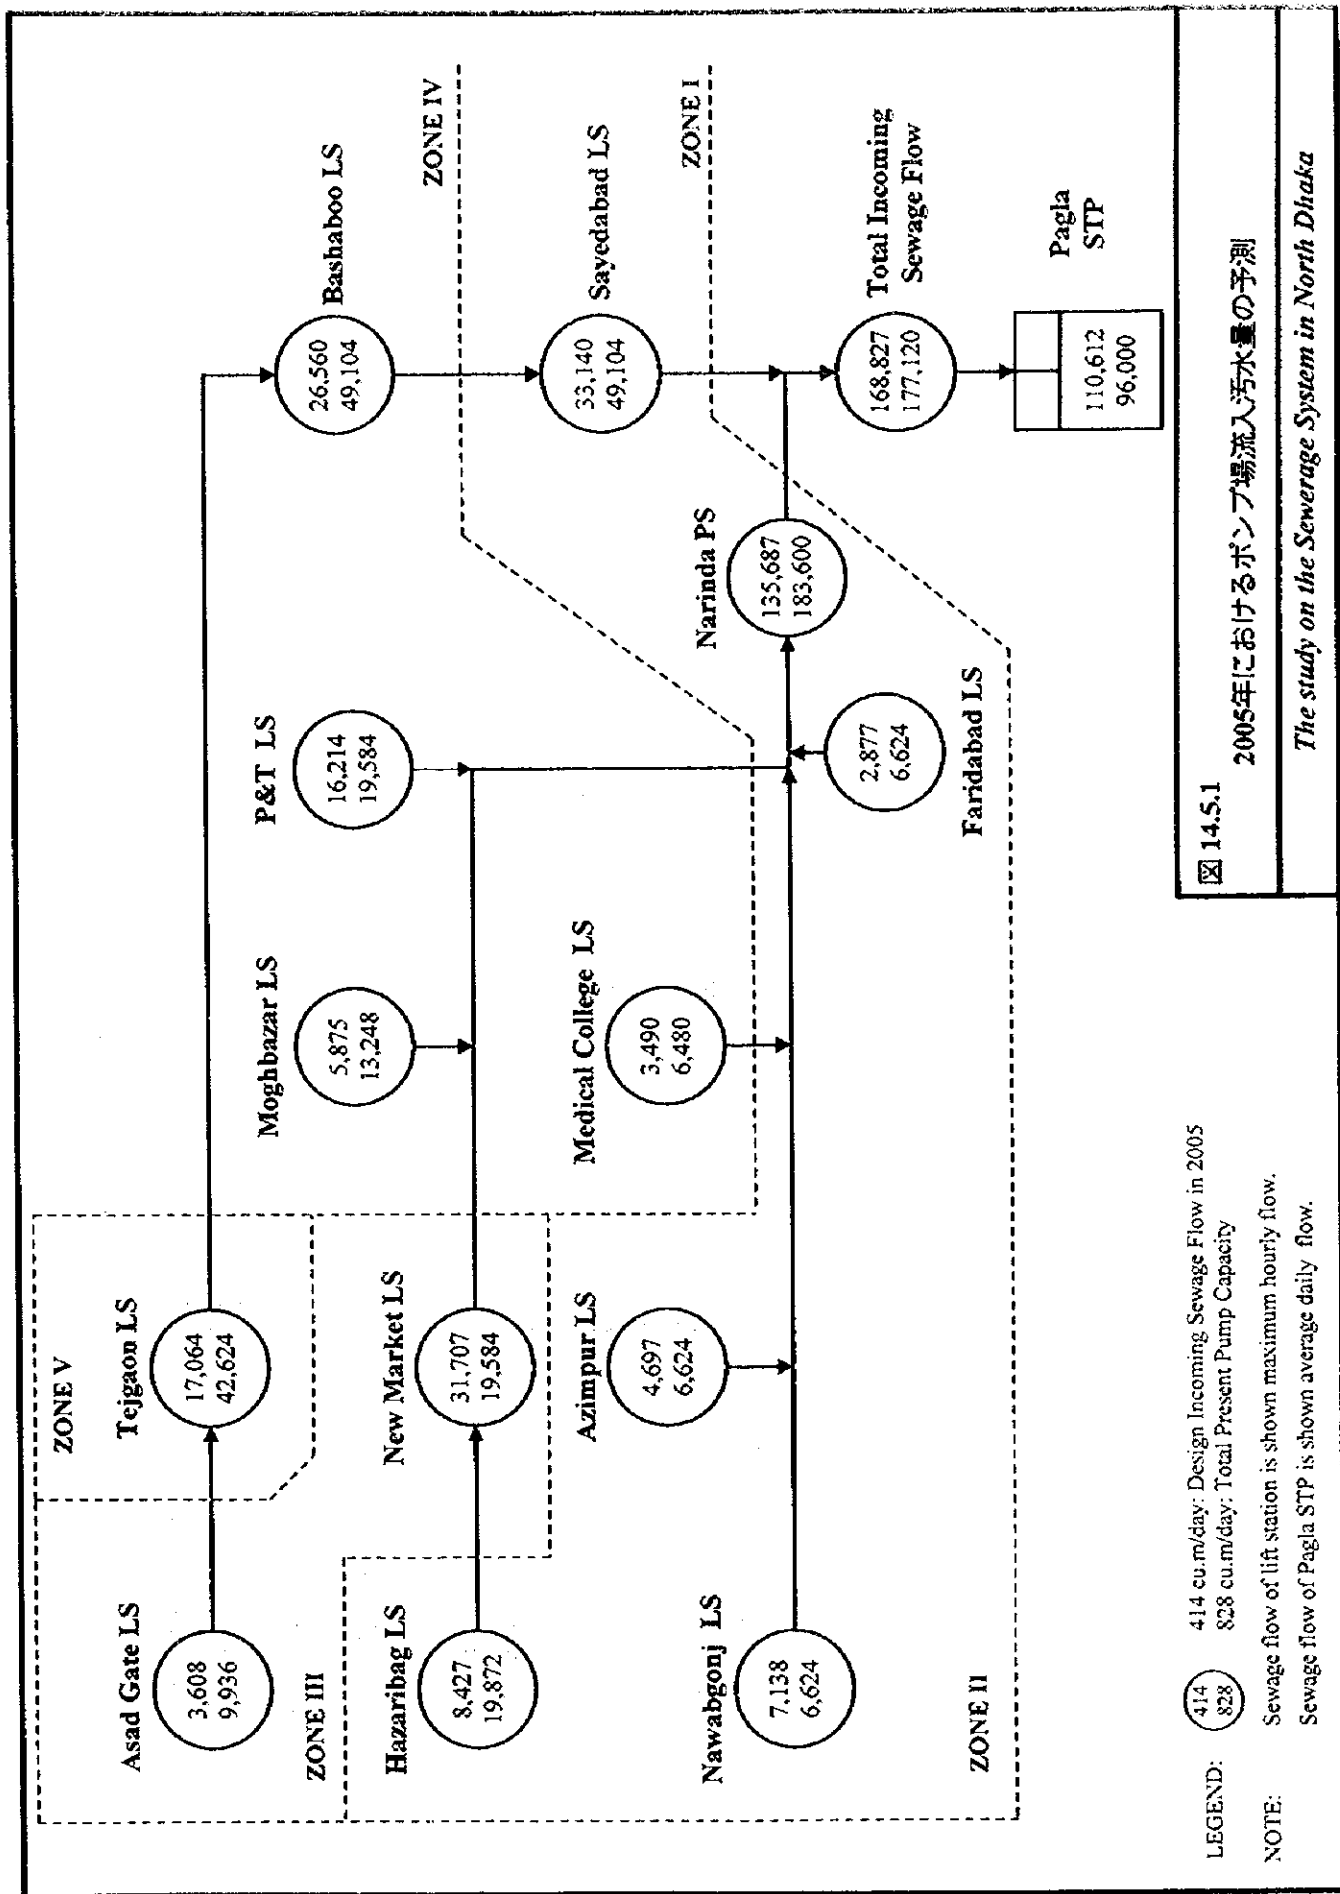 ZONE V
Asad Gate LS
3,608
9,936
Tejgaon LS
17,064
42,624
Bashaboo LS
26,560
49,104
ZONE III
Moghbazar LS
5,875
13,248
P&T LS
16,214
19,584
ZONE IV
Hazaribag LS
8,427
19,872
New Market LS
31,707
19,584
Sayedabad LS
33,140
49,104
Azimpur LS
4,697
6,624
Medical College LS
3,490
6,480
ZONE I
Nawabgonj LS
7,138
6,624
Narinda PS
135,687
183,600
Faridabad LS
2,877
6,624
Total Incoming
Sewage Flow
168,827
177,120
ZONE II
Pagla
STP
110,612
96,000
LEGEND:
414
828
414 cu.m/day: Design Incoming Sewage Flow in 2005
828 cu.m/day: Total Present Pump Capacity
NOTE: Sewage flow of lift station is shown maximum hourly flow.
Sewage flow of Pagla STP is shown average daily flow.
図 14.5.1
2005年におけるポンプ場流入汚水量の予測
The study on the Sewerage System in North Dhaka